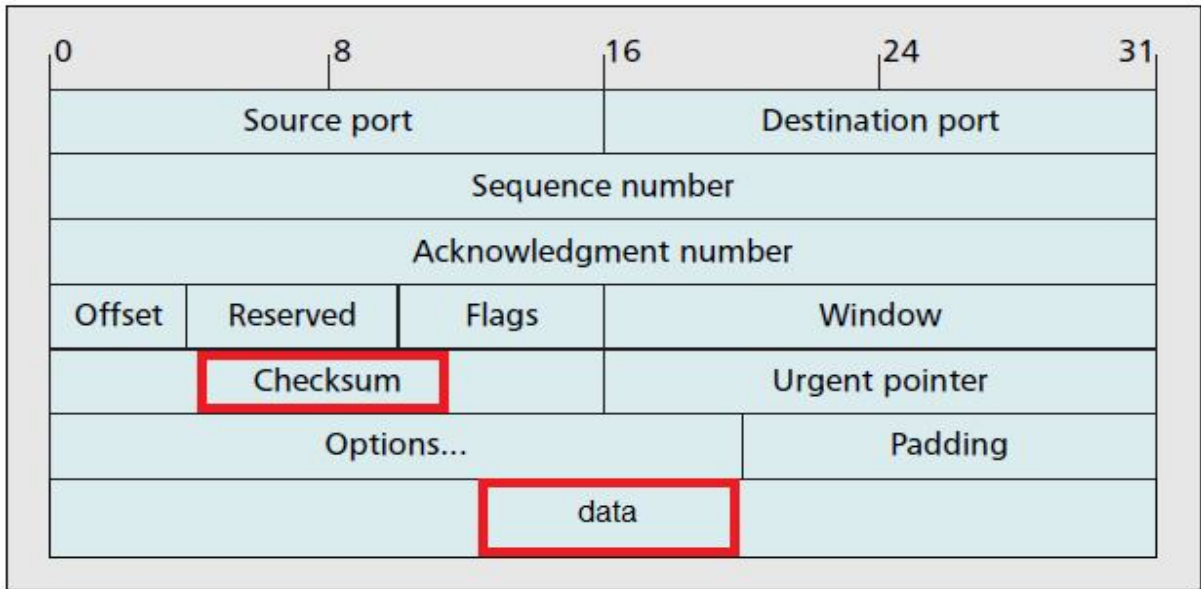 0 8 16 24 31
Source port Destination port
Sequence number
Acknowledgment number
Offset Reserved Flags Window
Checksum Urgent pointer
Options... Padding
data